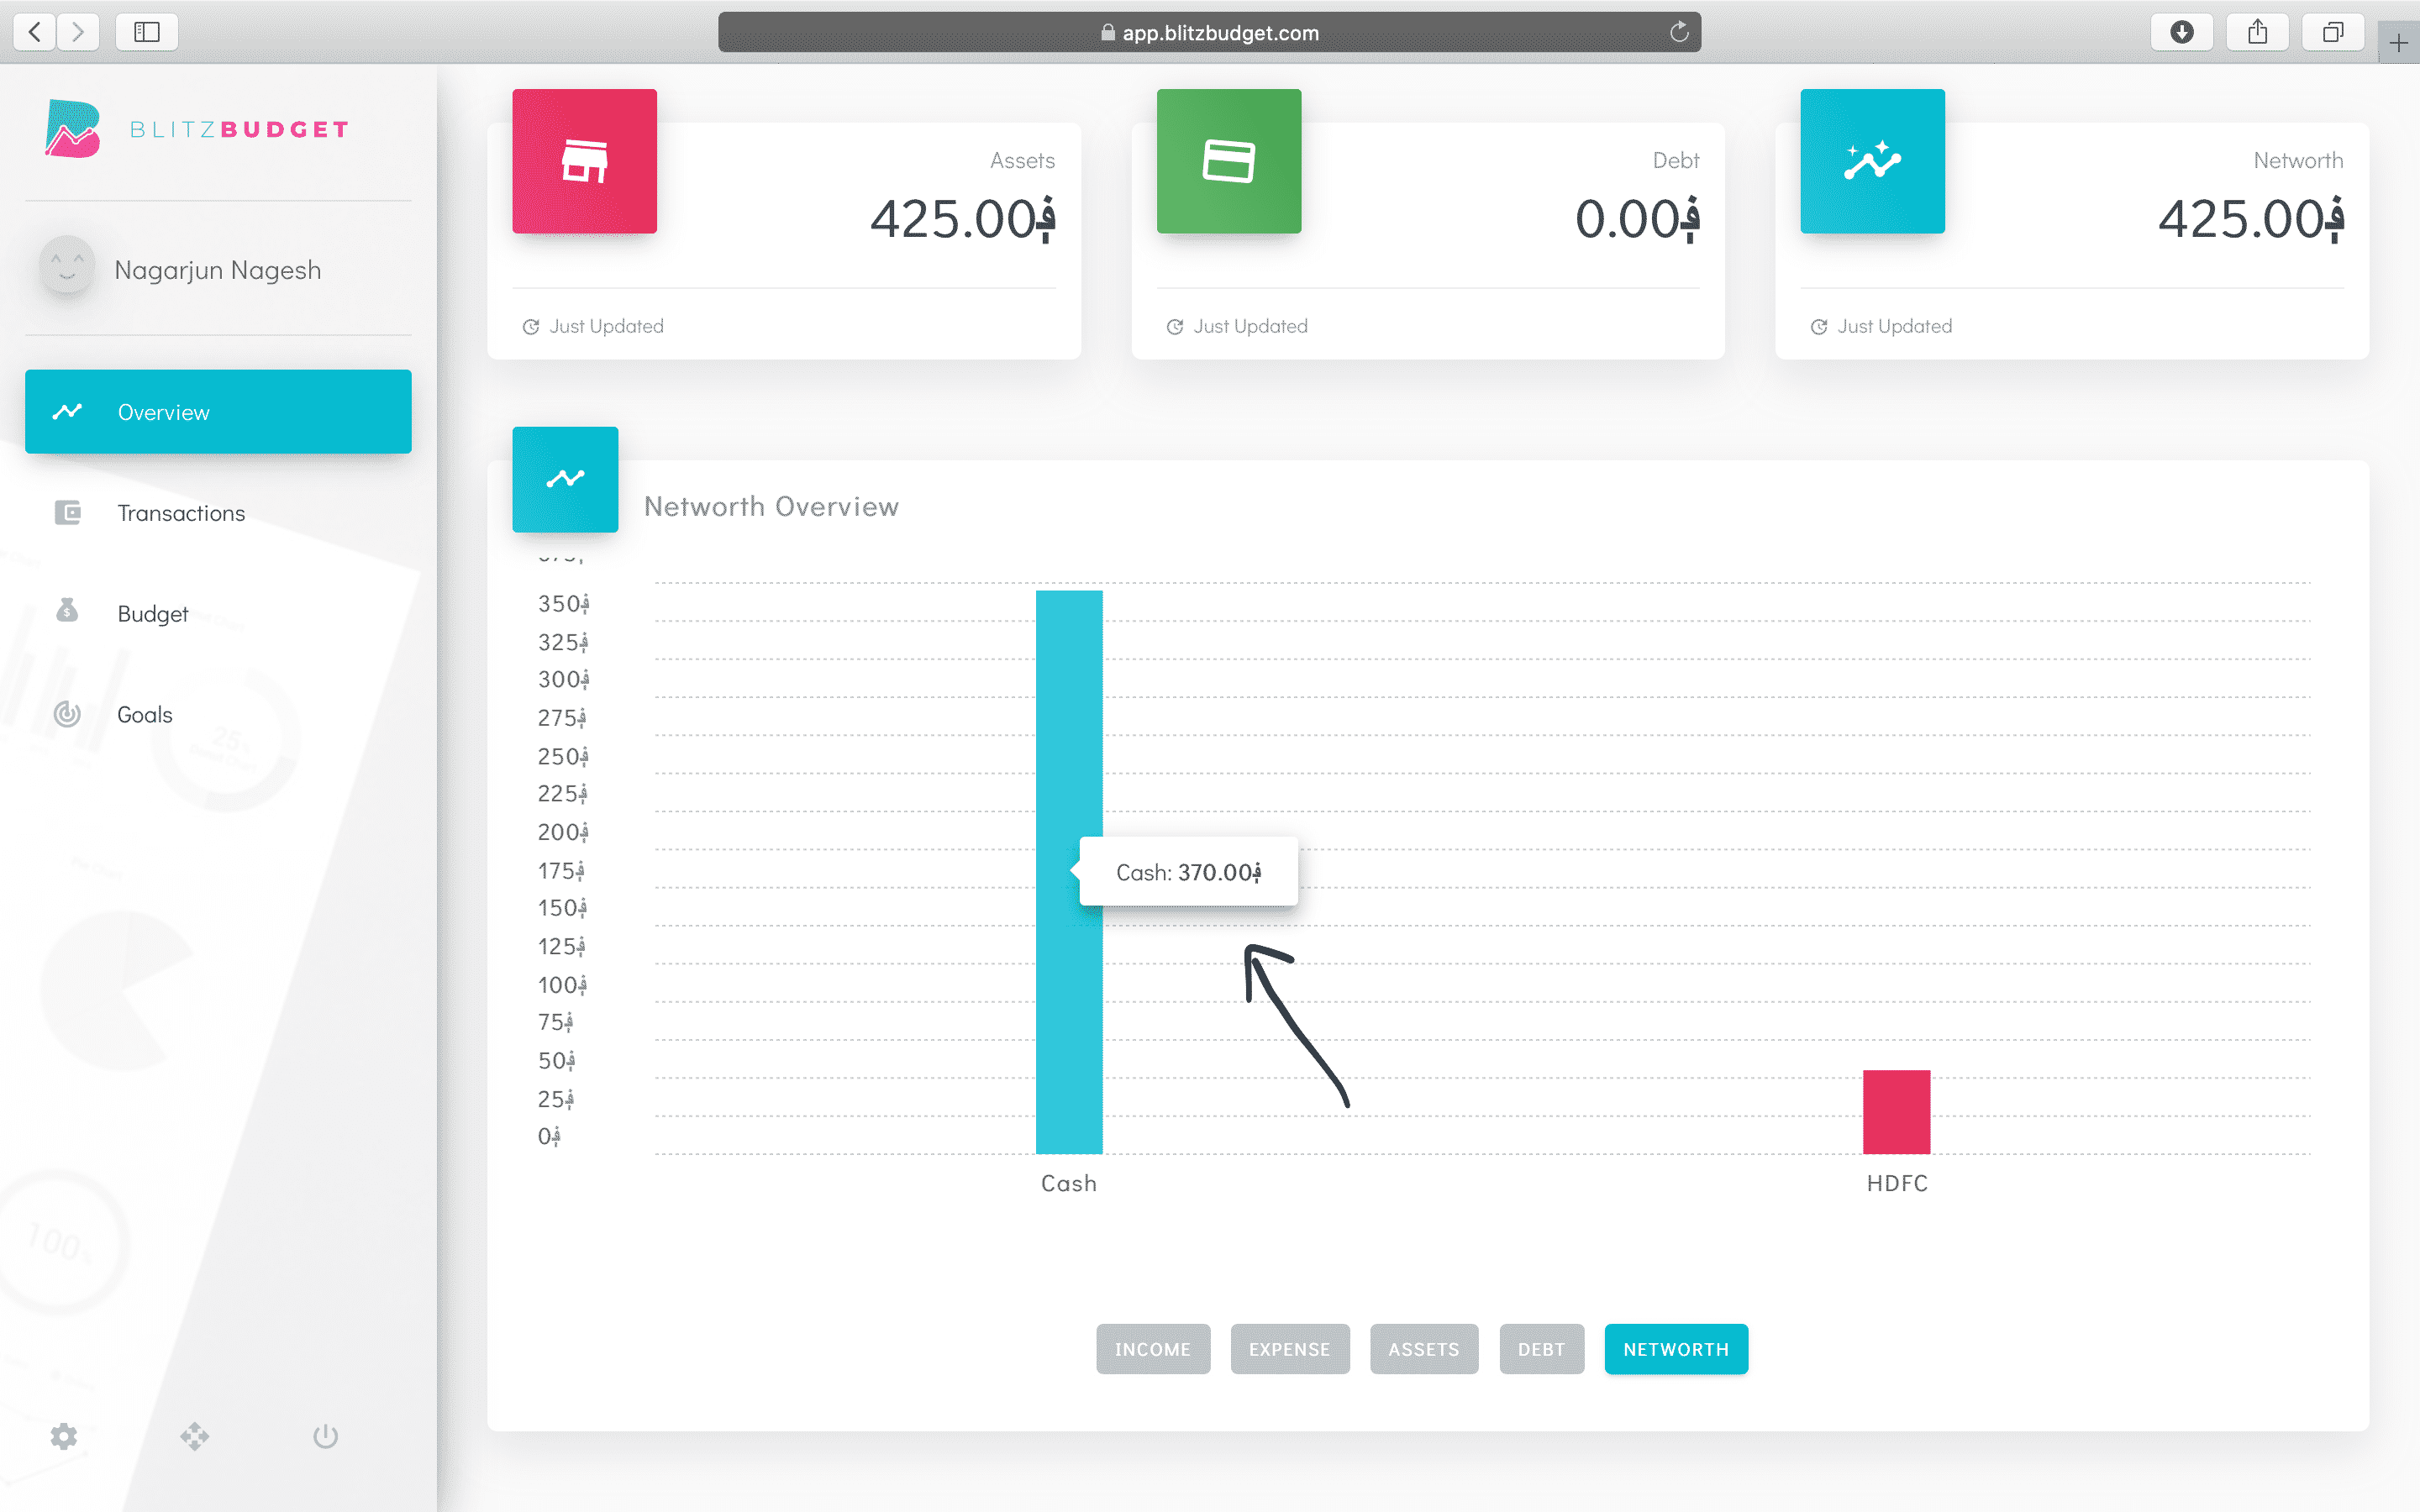 app.blitzbudget.com
BLITZBUDGET
Nagarjun Nagesh
Overview
Transactions
Budget
Goals
25%
100%
Assets
425.00؋
Just Updated
Debt
0.00؋
Just Updated
Networth
425.00؋
Just Updated
Networth Overview
350؋
325؋
300؋
275؋
250؋
225؋
200؋
175؋
150؋
125؋
100؋
75؋
50؋
25؋
0؋
Cash: 370.00؋
Cash
HDFC
INCOME
EXPENSE
ASSETS
DEBT
NETWORTH